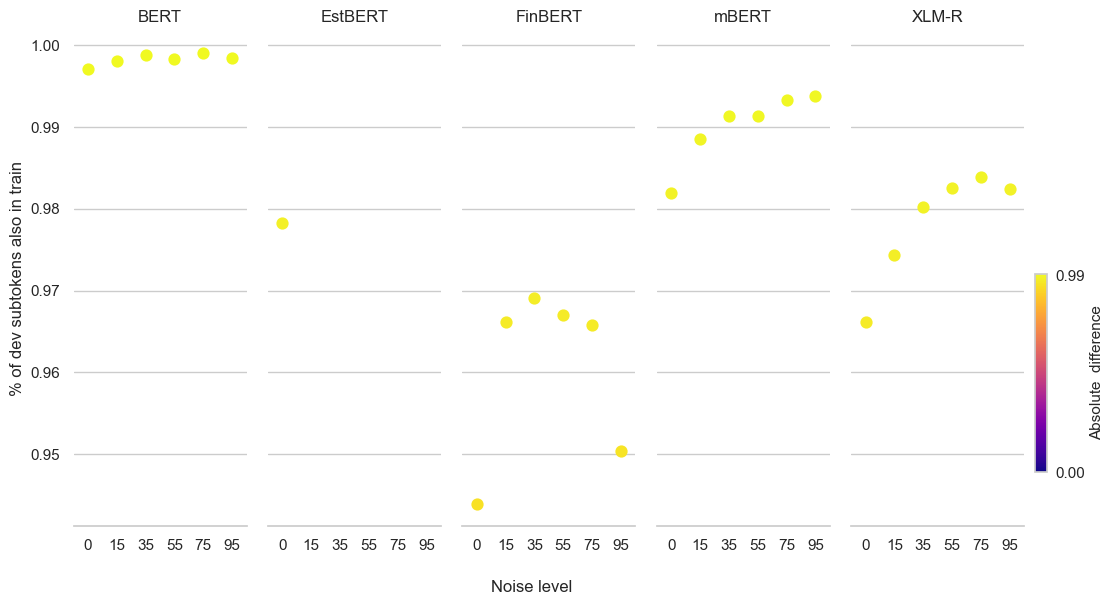 BERT EstBERT FinBERT mBERT XLM-R
% of dev subtokens also in train
1.00
0.99
0.98
0.97
0.96
0.95
0 15 35 55 75 95 0 15 35 55 75 95 0 15 35 55 75 95 0 15 35 55 75 95 0 15 35 55 75 95
Noise level
0.99
Absolute difference
0.00